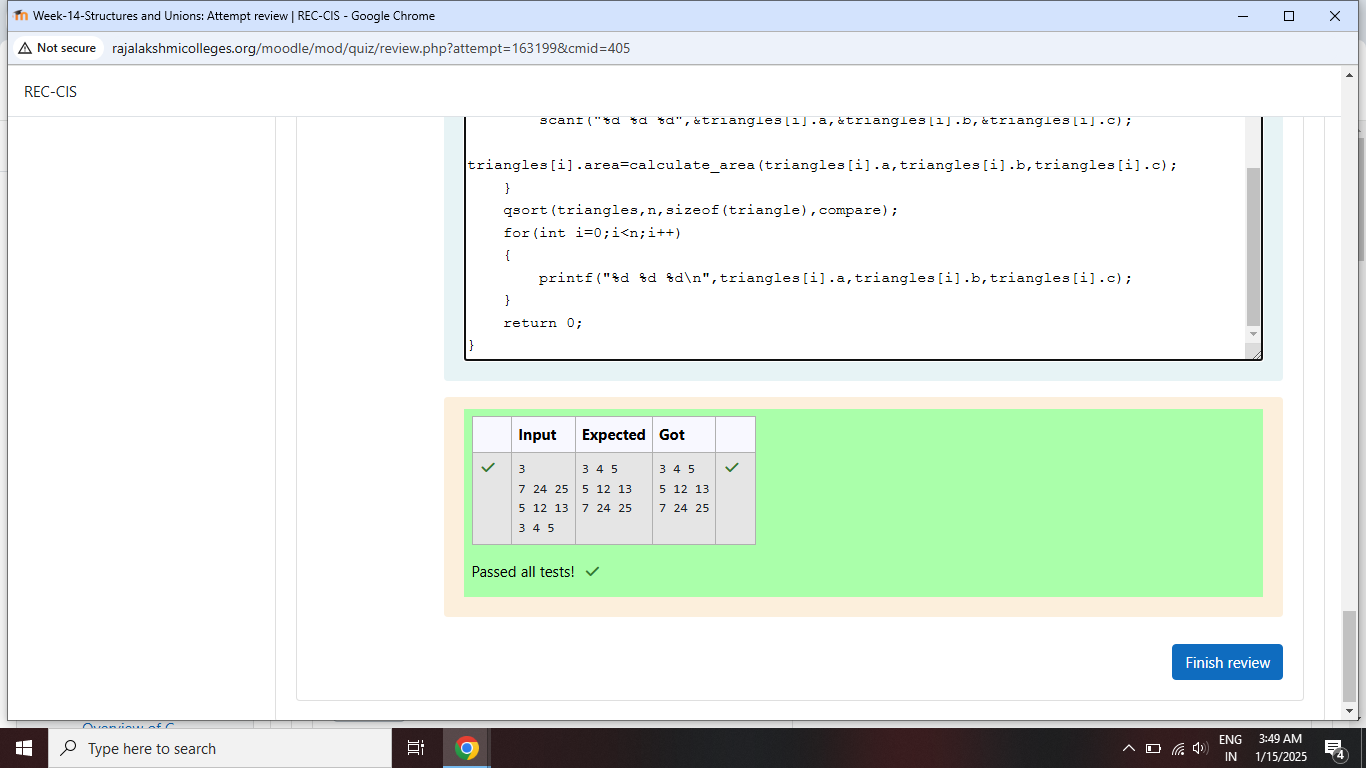 Week-14-Structures and Unions: Attempt review | REC-CIS - Google Chrome
Not secure rajalakshmicolleges.org/moodle/mod/quiz/review.php?attempt=163199&cmid=405
REC-CIS
scanf("%d %d %d",&triangles[i].a,&triangles[i].b,&triangles[i].c);
triangles[i].area=calculate_area(triangles[i].a,triangles[i].b,triangles[i].c);
}
qsort(triangles,n,sizeof(triangle),compare);
for(int i=0;i<n;i++)
{
printf("%d %d %d\n",triangles[i].a,triangles[i].b,triangles[i].c);
}
return 0;
}
Input Expected Got
3 3 4 5 3 4 5
7 24 25 5 12 13 5 12 13
5 12 13 7 24 25 7 24 25
3 4 5
Passed all tests!
Finish review
Overview of C
Type here to search
ENG 3:49 AM
IN 1/15/2025 4